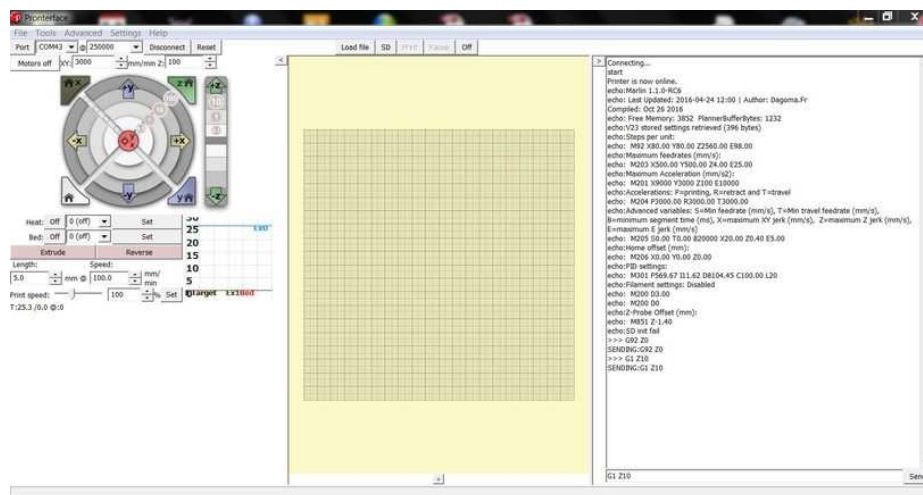 Pronterface
File Tools Advanced Settings Help
Port COM43 @ 250000 Disconnect Reset
Load file SD Print Pause Off
Motors off XY: 3000 mm/min Z: 100
<
>
+Y
+Z
-X
+X
-Y
-Z
Heat: Off 0 (off) Set
Bed: Off 0 (off) Set
Extrude Reverse
Length: Speed:
5.0 mm @ 100.0 mm/
min
Print speed: 100 % Set
T:25.3 /0.0 @:0
25
20
15
10
5
Target Ex1 Bed
Connecting...
start
Printer is now online.
echo:Marlin 1.1.0-RC6
echo: Last Updated: 2016-04-24 12:00 | Author: Dagoma.Fr
Compiled: Oct 26 2016
echo: Free Memory: 3852 PlannerBufferBytes: 1232
echo:V23 stored settings retrieved (396 bytes)
echo:Steps per unit:
echo: M92 X80.00 Y80.00 Z2560.00 E98.00
echo:Maximum feedrates (mm/s):
echo: M203 X500.00 Y500.00 Z4.00 E25.00
echo:Maximum Acceleration (mm/s2):
echo: M201 X9000 Y3000 Z100 E10000
echo:Accelerations: P=printing, R=retract and T=travel
echo: M204 P3000.00 R3000.00 T3000.00
echo:Advanced variables: S=Min feedrate (mm/s), T=Min travel feedrate (mm/s),
B=minimum segment time (ms), X=maximum XY jerk (mm/s), Z=maximum Z jerk (mm/s),
E=maximum E jerk (mm/s)
echo: M205 S0.00 T0.00 B20000 X20.00 Z0.40 E5.00
echo:Home offset (mm):
echo: M206 X0.00 Y0.00 Z0.00
echo:PID settings:
echo: M301 P569.67 I11.62 D8104.45 C100.00 L20
echo:Filament settings: Disabled
echo: M200 D3.00
echo: M200 D0
echo:Z-Probe Offset (mm):
echo: M851 Z-1.40
echo:SD init fail
>>> G92 Z0
SENDING:G92 Z0
>>> G1 Z10
SENDING:G1 Z10
G1 Z10
Send